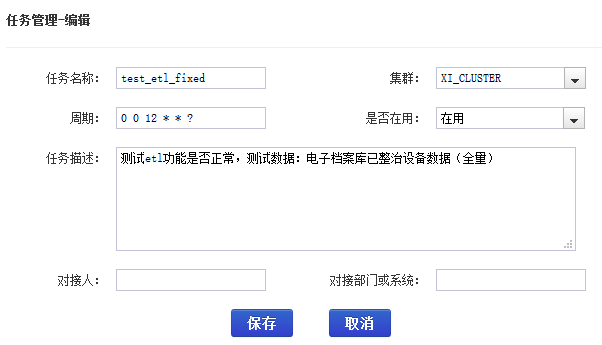 任务管理-编辑
任务名称: test_etl_fixed 集群: XI_CLUSTER
周期: 0 0 12 * * ? 是否在用: 在用
任务描述: 测试etl功能是否正常，测试数据：电子档案库已整治设备数据（全量）
对接人: 对接部门或系统:
保存 取消